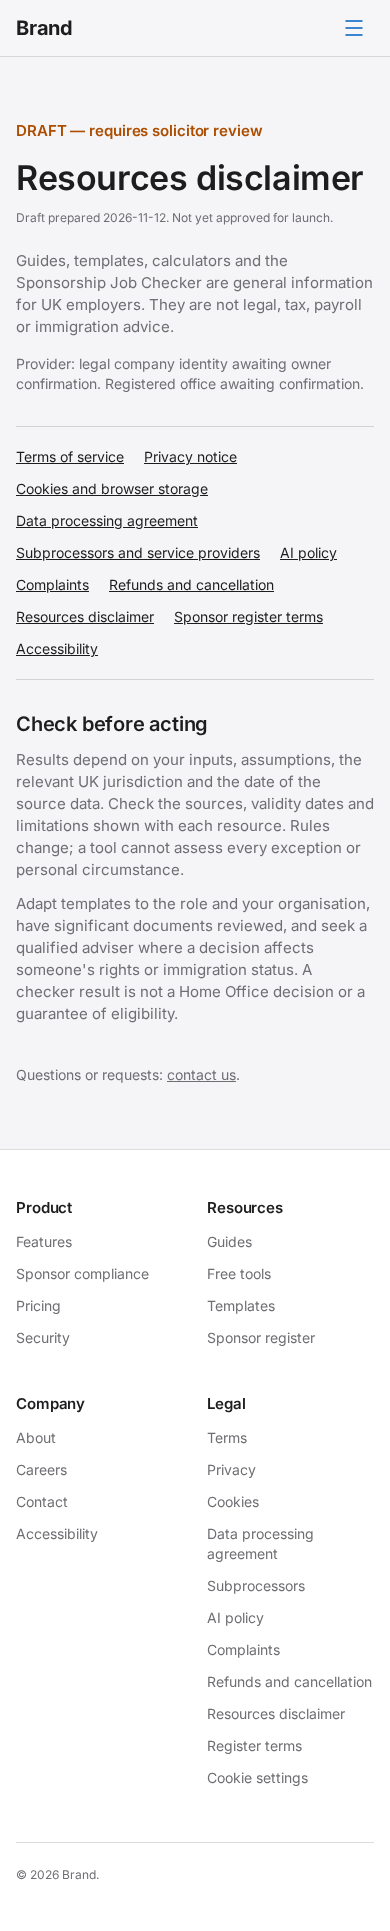 Brand
DRAFT — requires solicitor review
Resources disclaimer
Draft prepared 2026-11-12. Not yet approved for launch.
Guides, templates, calculators and the
Sponsorship Job Checker are general information
for UK employers. They are not legal, tax, payroll
or immigration advice.
Provider: legal company identity awaiting owner
confirmation. Registered office awaiting confirmation.
Terms of service Privacy notice
Cookies and browser storage
Data processing agreement
Subprocessors and service providers AI policy
Complaints Refunds and cancellation
Resources disclaimer Sponsor register terms
Accessibility
Check before acting
Results depend on your inputs, assumptions, the
relevant UK jurisdiction and the date of the
source data. Check the sources, validity dates and
limitations shown with each resource. Rules
change; a tool cannot assess every exception or
personal circumstance.
Adapt templates to the role and your organisation,
have significant documents reviewed, and seek a
qualified adviser where a decision affects
someone's rights or immigration status. A
checker result is not a Home Office decision or a
guarantee of eligibility.
Questions or requests: contact us.
Product
Features
Sponsor compliance
Pricing
Security
Resources
Guides
Free tools
Templates
Sponsor register
Company
About
Careers
Contact
Accessibility
Legal
Terms
Privacy
Cookies
Data processing
agreement
Subprocessors
AI policy
Complaints
Refunds and cancellation
Resources disclaimer
Register terms
Cookie settings
© 2026 Brand.